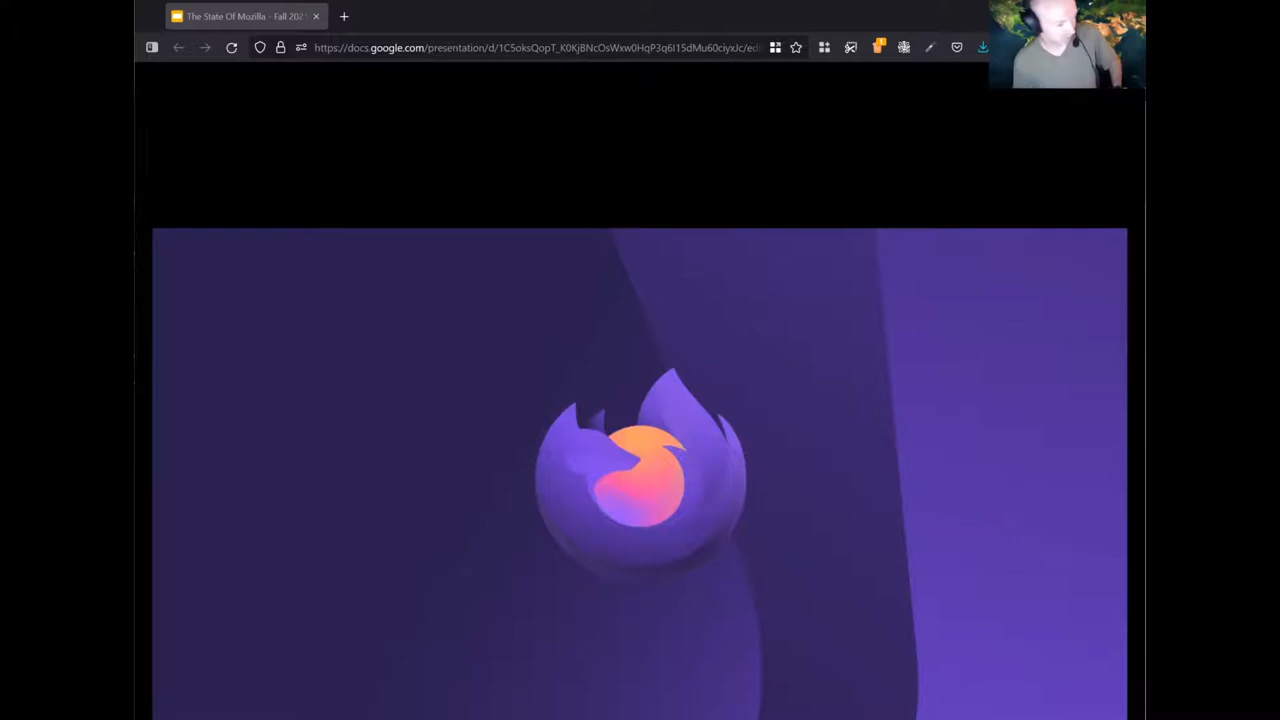 The State Of Mozilla - Fall 202
https://docs.google.com/presentation/d/1C5oksQopT_K0KjBNcOsWxw0HqP3q6I15dMu60ciyxJc/ed